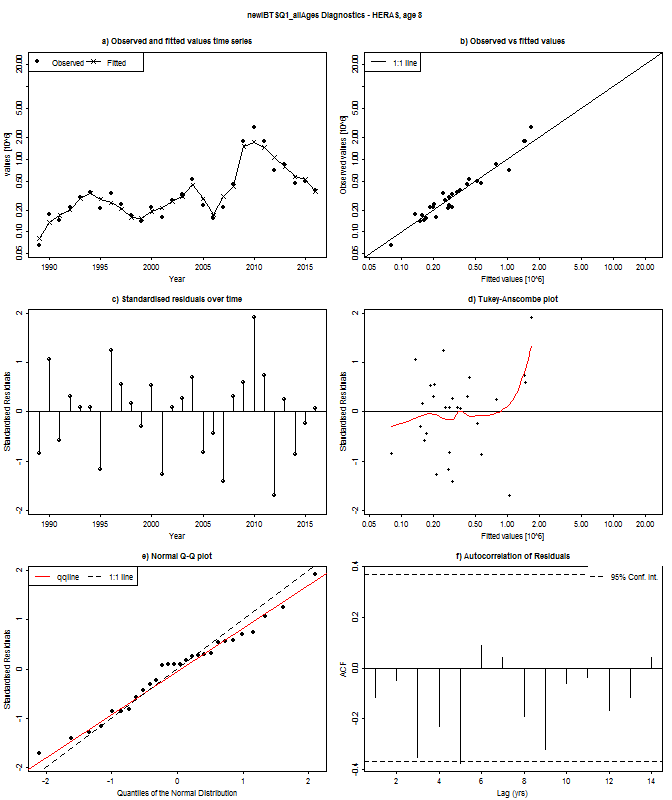 newIBTSQ1_allAges Diagnostics - HERAS, age 8
a) Observed and fitted values time series
Observed Fitted
values [10^6]
0.05 0.10 0.20 0.50 1.00 2.00 5.00 20.00
1990 1995 2000 2005 2010 2015
Year
b) Observed vs fitted values
1:1 line
Observed values [10^6]
0.05 0.10 0.20 0.50 1.00 2.00 5.00 20.00
0.05 0.10 0.20 0.50 1.00 2.00 5.00 10.00 20.00
Fitted values [10^6]
c) Standardised residuals over time
Standardised Residuals
-2 -1 0 1 2
1990 1995 2000 2005 2010 2015
Year
d) Tukey-Anscombe plot
Standardised Residuals
-2 -1 0 1 2
0.05 0.10 0.20 0.50 1.00 2.00 5.00 10.00 20.00
Fitted values [10^6]
e) Normal Q-Q plot
qqline 1:1 line
Standardised Residuals
-2 -1 0 1 2
-2 -1 0 1 2
Quantiles of the Normal Distribution
f) Autocorrelation of Residuals
95% Conf. Int.
ACF
-0.4 -0.2 0.0 0.2 0.4
2 4 6 8 10 12 14
Lag (yrs)